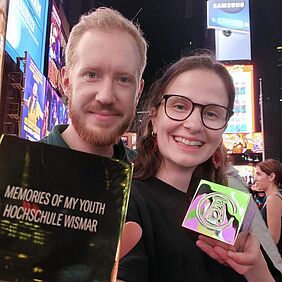 SAMSUNG
MEMORIES OF MY YOUTH
HOCHSCHULE WISMAR